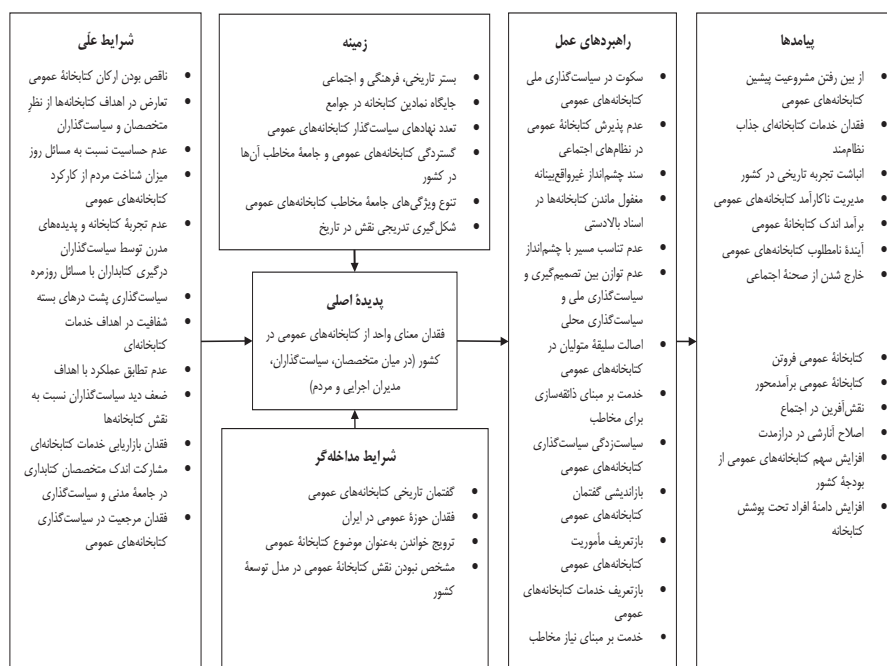 شرایط علّی
ناقص بودن ارکان کتابخانهٔ عمومی
تعارض در اهداف کتابخانه‌ها از نظرِ
متخصصان و سیاست‌گذاران
عدم حساسیت نسبت به مسائل روز
میزان شناخت مردم از کارکرد
کتابخانه‌های عمومی
عدم تجربهٔ کتابخانه و پدیده‌های
مدرن توسط سیاست‌گذاران
درگیری کتابداران با مسائل روزمره
سیاست‌گذاری پشت درهای بسته
شفافیت در اهداف خدمات
کتابخانه‌ای
عدم تطابق عملکرد با اهداف
ضعف دید سیاست‌گذاران نسبت به
نقش کتابخانه‌ها
فقدان بازاریابی خدمات کتابخانه‌ای
مشارکت اندک متخصصان کتابداری
در جامعهٔ مدنی و سیاست‌گذاری
فقدان مرجعیت در سیاست‌گذاری
کتابخانه‌های عمومی
زمینه
بستر تاریخی، فرهنگی و اجتماعی
جایگاه نمادین کتابخانه در جوامع
تعدد نهادهای سیاست‌گذار کتابخانه‌های عمومی
گستردگی کتابخانه‌های عمومی و جامعهٔ مخاطب آن‌ها
در کشور
تنوع ویژگی‌های جامعهٔ مخاطب کتابخانه‌های عمومی
شکل‌گیری تدریجی نقش در تاریخ
پدیدهٔ اصلی
فقدان معنای واحد از کتابخانه‌های عمومی در
کشور (در میان متخصصان، سیاست‌گذاران،
مدیران اجرایی و مردم)
شرایط مداخله‌گر
گفتمان تاریخی کتابخانه‌های عمومی
فقدان حوزهٔ عمومی در ایران
ترویج خواندن به‌عنوان موضوع کتابخانهٔ عمومی
مشخص نبودن نقش کتابخانهٔ عمومی در مدل توسعهٔ
کشور
راهبردهای عمل
سکوت در سیاست‌گذاری ملی
کتابخانه‌های عمومی
عدم پذیرش کتابخانهٔ عمومی
در نظام‌های اجتماعی
سند چشم‌انداز غیرواقع‌بینانه
مغفول ماندن کتابخانه‌ها در
اسناد بالادستی
عدم تناسب مسیر با چشم‌انداز
عدم توازن بین تصمیم‌گیری و
سیاست‌گذاری ملی و
سیاست‌گذاری محلی
اصالت سلیقهٔ متولیان در
کتابخانه‌های عمومی
خدمت بر مبنای ذائقه‌سازی
برای مخاطب
سیاست‌زدگی سیاست‌گذاری
کتابخانه‌های عمومی
بازاندیشی گفتمان
کتابخانه‌های عمومی
بازتعریف مأموریت
کتابخانه‌های عمومی
بازتعریف خدمات کتابخانه‌های
عمومی
خدمت بر مبنای نیاز مخاطب
پیامدها
از بین رفتن مشروعیت پیشین
کتابخانه‌های عمومی
فقدان خدمات کتابخانه‌ای جذاب
نظام‌مند
انباشت تجربه تاریخی در کشور
مدیریت ناکارآمد کتابخانه‌های عمومی
برآمد اندک کتابخانهٔ عمومی
آیندهٔ نامطلوب کتابخانه‌های عمومی
خارج شدن از صحنهٔ اجتماعی
کتابخانهٔ عمومی فروتن
کتابخانهٔ عمومی برآمدمحور
نقش‌آفرین در اجتماع
اصلاح آنارشی در درازمدت
افزایش سهم کتابخانه‌های عمومی از
بودجهٔ کشور
افزایش دامنهٔ افراد تحت پوشش
کتابخانه